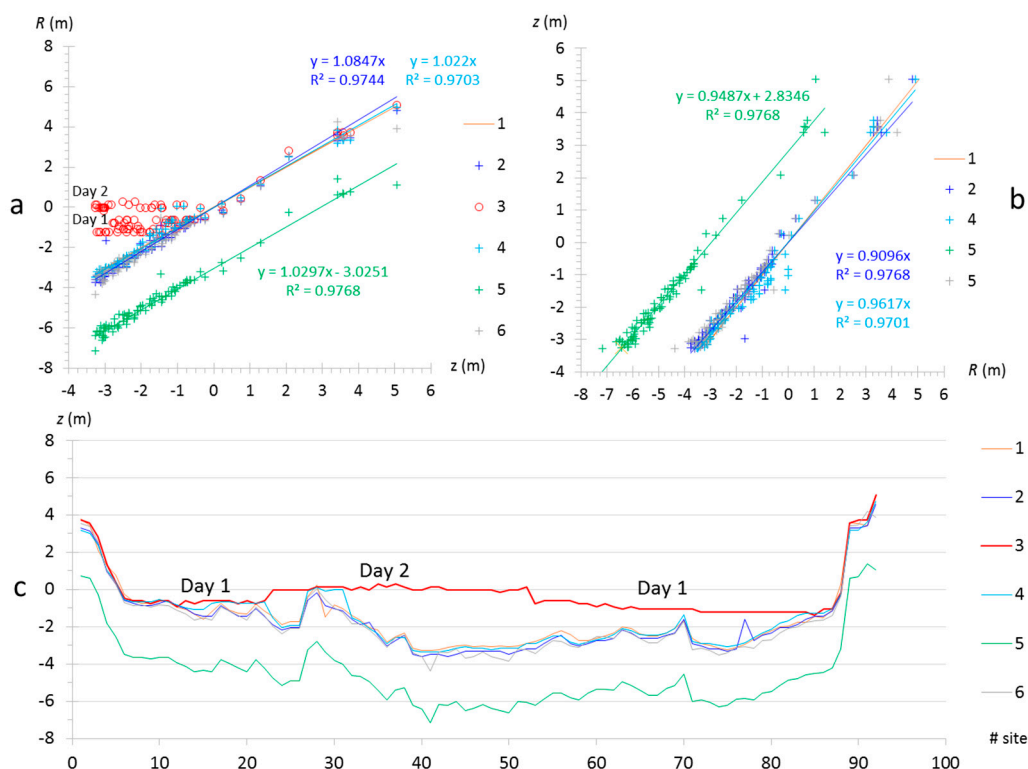 R (m)
z (m)
8
6
4
2
0
-2
-4
-6
-8
y = 1.0847x
R² = 0.9744
y = 1.022x
R² = 0.9703
y = 1.0297x - 3.0251
R² = 0.9768
Day 2
Day 1
a
z (m)
-4 -3 -2 -1 0 1 2 3 4 5 6
1
2
3
4
5
6
6
5
4
3
2
1
0
-1
-2
-3
-4
y = 0.9487x + 2.8346
R² = 0.9768
y = 0.9096x
R² = 0.9768
y = 0.9617x
R² = 0.9701
b
R (m)
-8 -7 -6 -5 -4 -3 -2 -1 0 1 2 3 4 5 6
1
2
4
5
5
z (m)
8
6
4
2
0
-2
-4
-6
-8
c
Day 1
Day 2
Day 1
0 10 20 30 40 50 60 70 80 90 100
1
2
3
4
5
6
# site